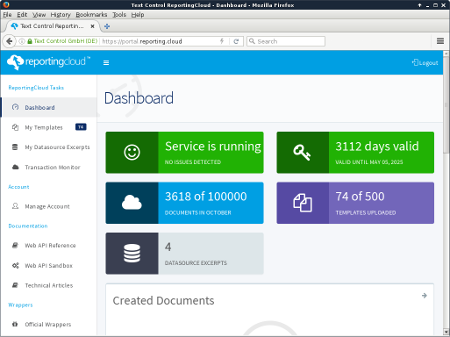 Text Control ReportingCloud - Dashboard - Mozilla Firefox
File Edit View History Bookmarks Tools Help
Text Control Reportin...
Text Control GmbH (DE) https://portal.reporting.cloud Search
reportingcloud™ Logout
ReportingCloud Tasks
Dashboard
My Templates 74
My Datasource Excerpts
Transaction Monitor
Account
Manage Account
Documentation
Web API Reference
Web API Sandbox
Technical Articles
Wrappers
Official Wrappers
Dashboard
Service is running
NO ISSUES DETECTED
3112 days valid
VALID UNTIL MAY 05, 2025
3618 of 100000
DOCUMENTS IN OCTOBER
74 of 500
TEMPLATES UPLOADED
4
DATASOURCE EXCERPTS
Created Documents